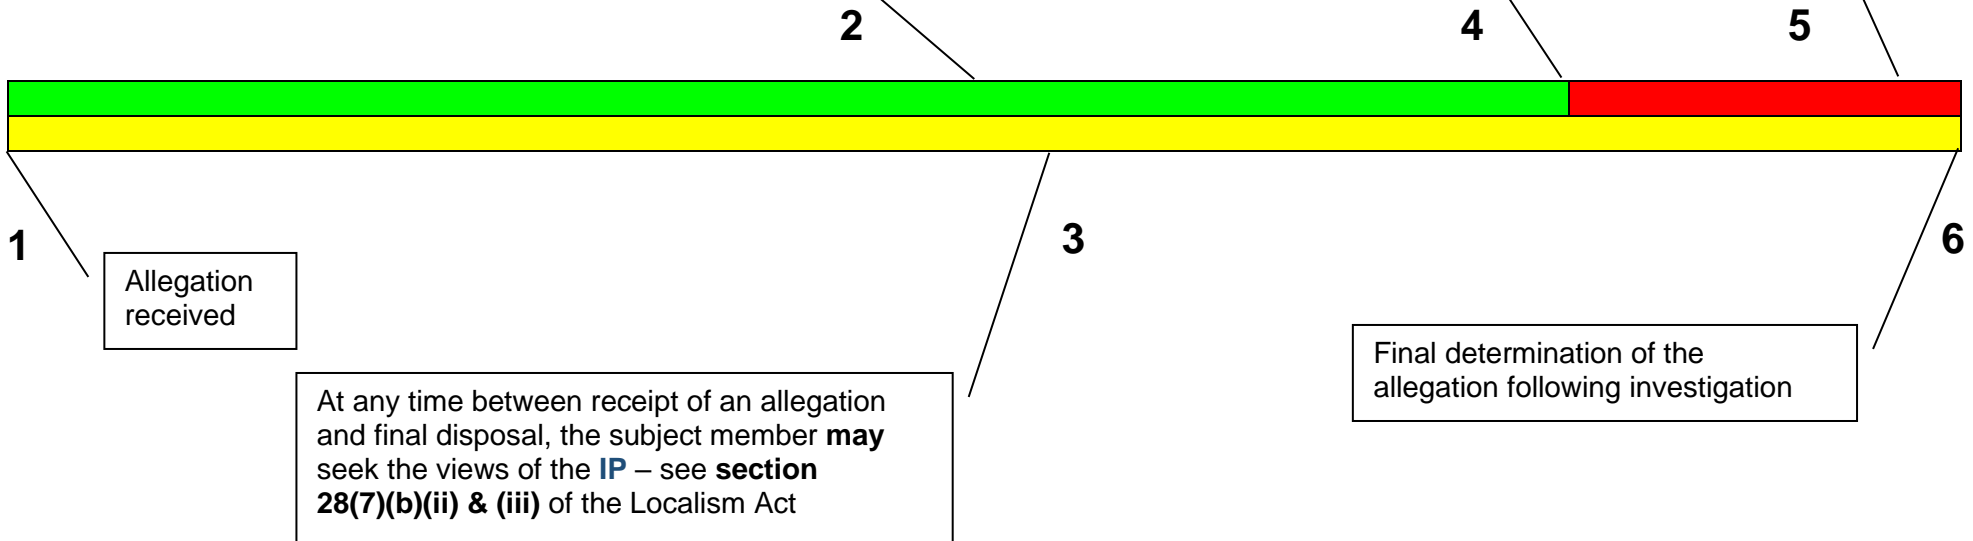 2
4
5
1
3
6
Allegation
received
At any time between receipt of an allegation
and final disposal, the subject member may
seek the views of the IP – see section
28(7)(b)(ii) & (iii) of the Localism Act
Final determination of the
allegation following investigation